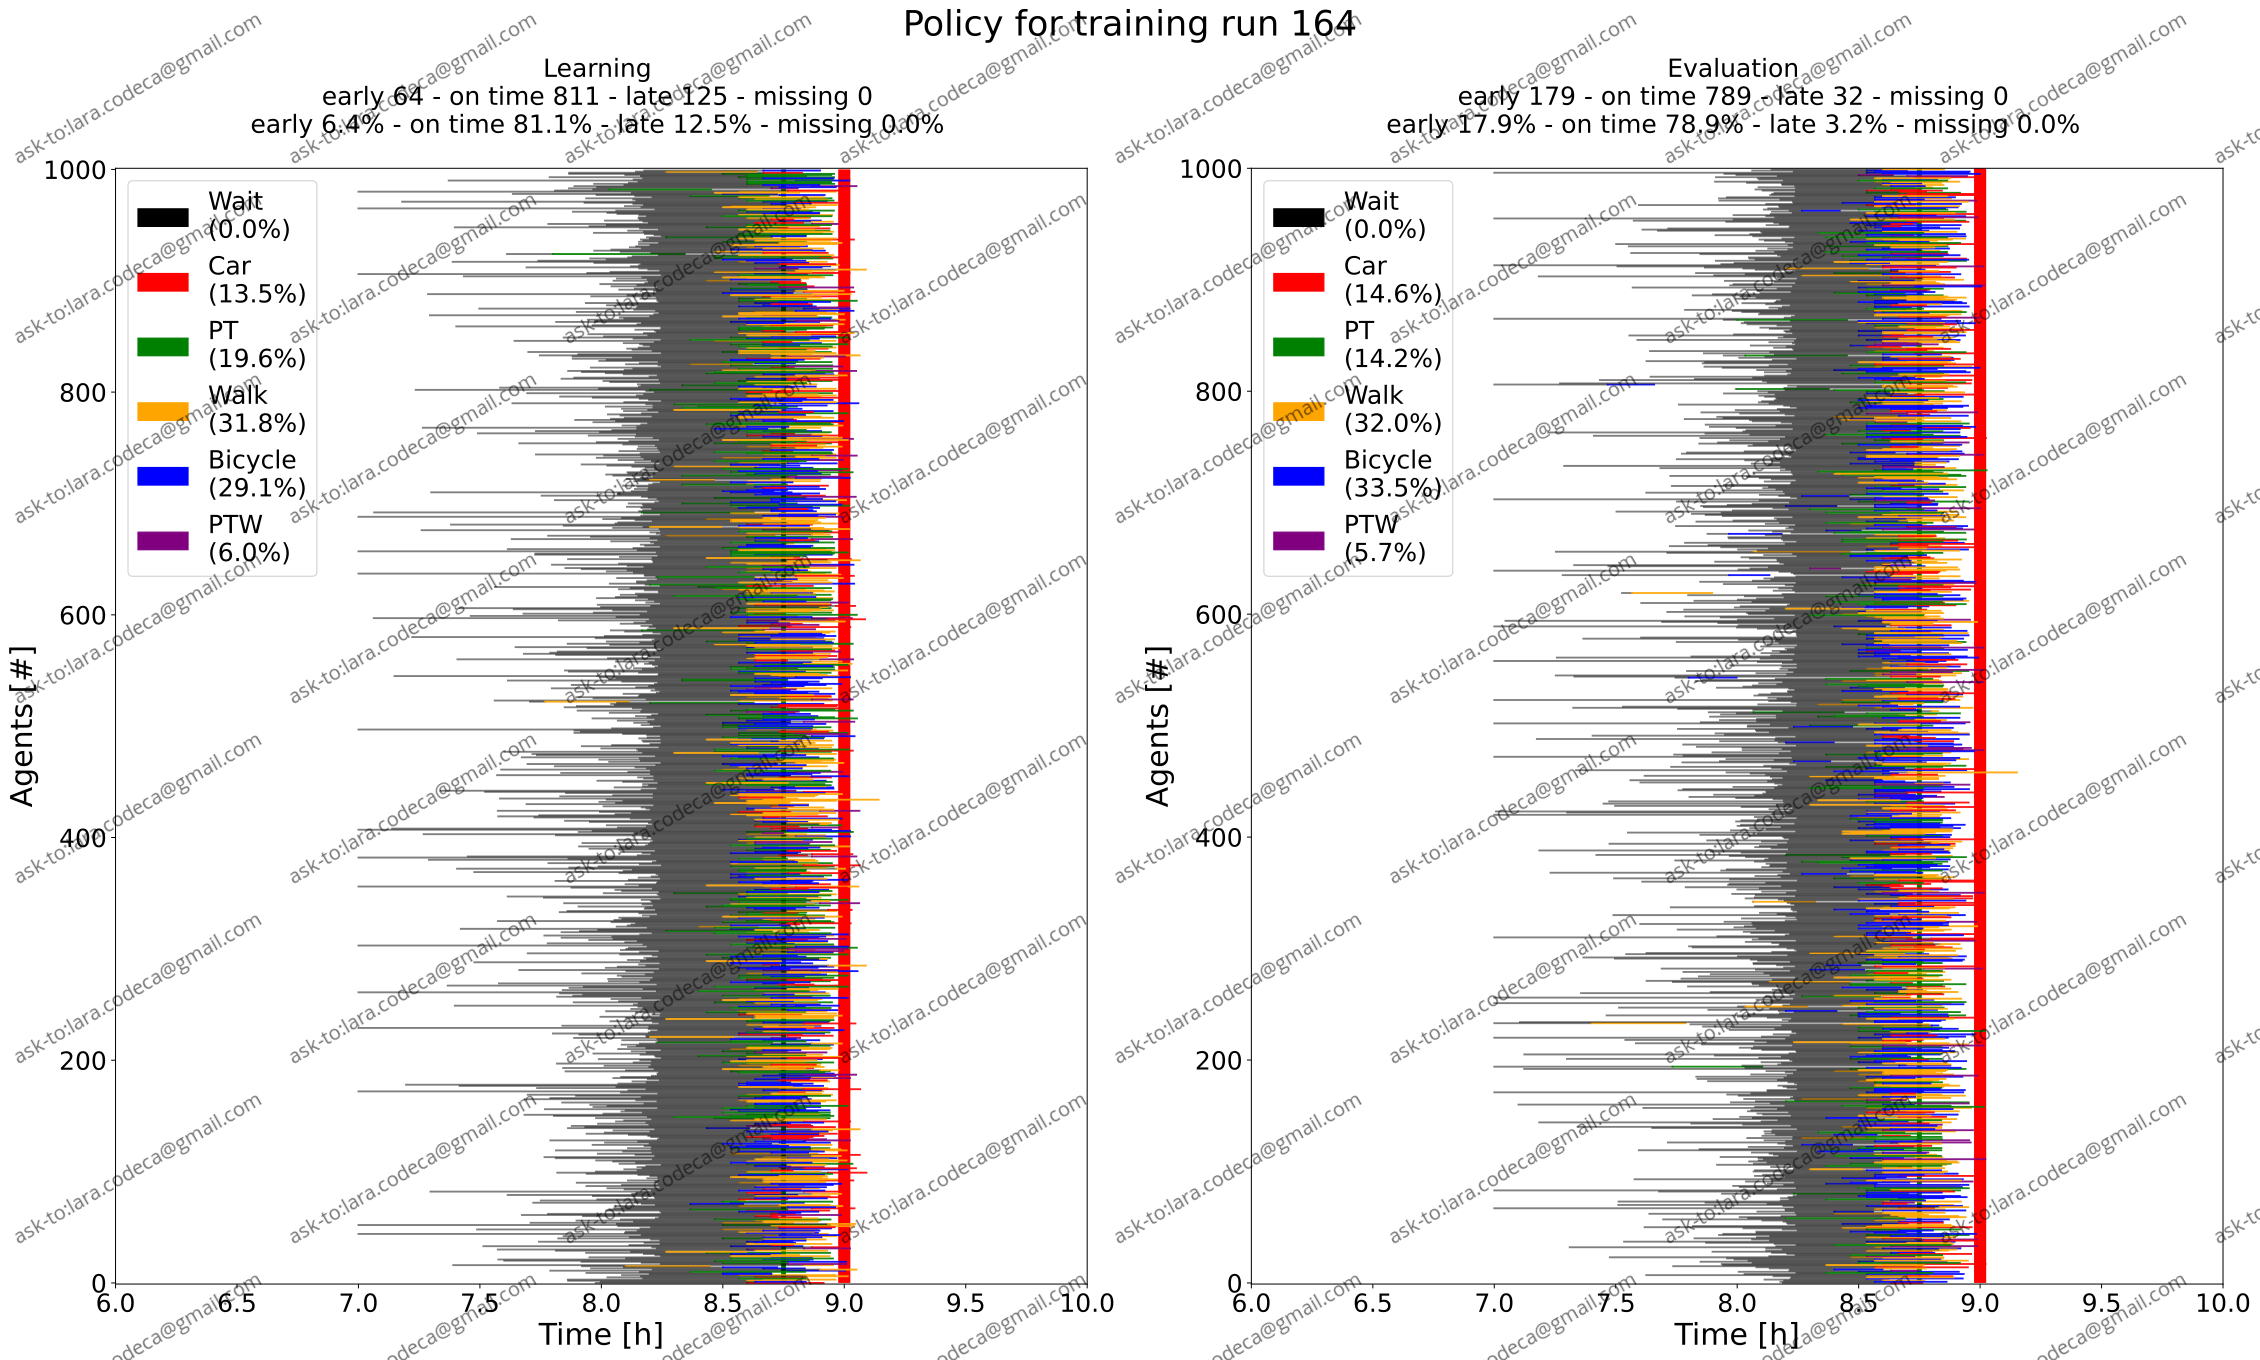 Policy for training run 164
Learning
early 64 - on time 811 - late 125 - missing 0
early 6.4% - on time 81.1% - late 12.5% - missing 0.0%
1000
800
600
400
200
0
Agents [#]
Wait
(0.0%)
Car
(13.5%)
PT
(19.6%)
Walk
(31.8%)
Bicycle
(29.1%)
PTW
(6.0%)
6.0 6.5 7.0 7.5 8.0 8.5 9.0 9.5 10.0
Time [h]
Evaluation
early 179 - on time 789 - late 32 - missing 0
early 17.9% - on time 78.9% - late 3.2% - missing 0.0%
1000
800
600
400
200
0
Agents [#]
Wait
(0.0%)
Car
(14.6%)
PT
(14.2%)
Walk
(32.0%)
Bicycle
(33.5%)
PTW
(5.7%)
6.0 6.5 7.0 7.5 8.0 8.5 9.0 9.5 10.0
Time [h]
ask-to:lara.codeca@gmail.com